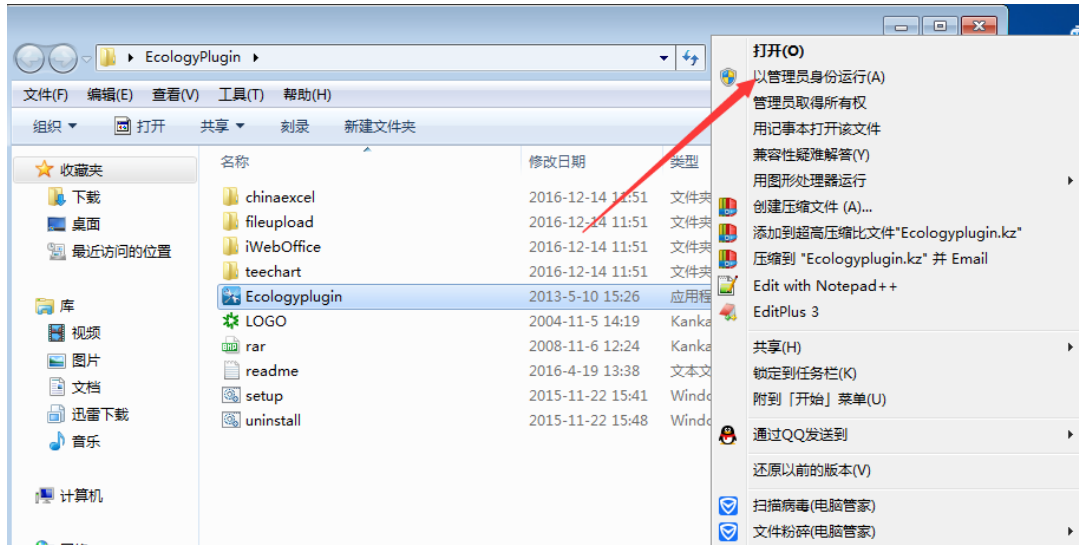 EcologyPlugin
文件(F) 编辑(E) 查看(V) 工具(T) 帮助(H)
组织 打开 共享 刻录 新建文件夹
收藏夹
下载
桌面
最近访问的位置
库
视频
图片
文档
迅雷下载
音乐
计算机
名称 修改日期 类型
chinaexcel 2016-12-14 11:51 文件夹
fileupload 2016-12-14 11:51 文件夹
iWebOffice 2016-12-14 11:51 文件夹
teechart 2016-12-14 11:51 文件夹
Ecologyplugin 2013-5-10 15:26 应用程
LOGO 2004-11-5 14:19 Kanka
rar 2008-11-6 12:24 Kanka
readme 2016-4-19 13:38 文本文
setup 2015-11-22 15:41 Windo
uninstall 2015-11-22 15:48 Windo
打开(O)
以管理员身份运行(A)
管理员取得所有权
用记事本打开该文件
兼容性疑难解答(Y)
用图形处理器运行
创建压缩文件 (A)...
添加到超高压缩比文件"Ecologyplugin.kz"
压缩到 "Ecologyplugin.kz" 并 Email
Edit with Notepad++
EditPlus 3
共享(H)
锁定到任务栏(K)
附到「开始」菜单(U)
通过QQ发送到
还原以前的版本(V)
扫描病毒(电脑管家)
文件粉碎(电脑管家)